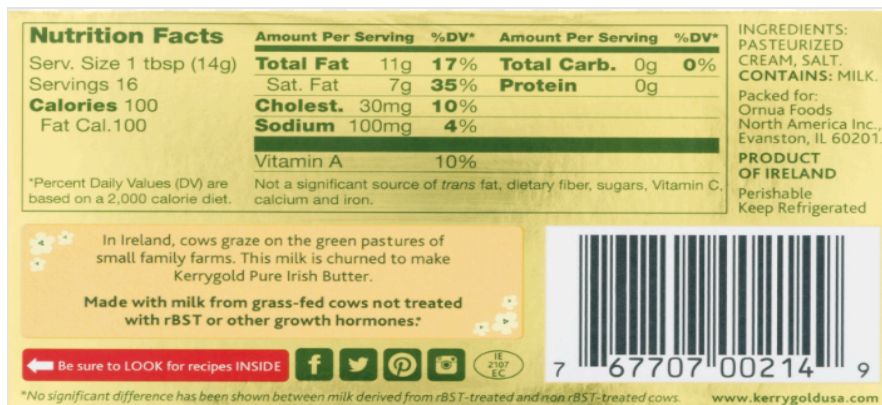 Nutrition Facts
Serv. Size 1 tbsp (14g)
Servings 16
Calories 100
Fat Cal.100
*Percent Daily Values (DV) are
based on a 2,000 calorie diet.
Amount Per Serving %DV* Amount Per Serving %DV*
Total Fat 11g 17% Total Carb. 0g 0%
Sat. Fat 7g 35% Protein 0g
Cholest. 30mg 10%
Sodium 100mg 4%
Vitamin A 10%
Not a significant source of trans fat, dietary fiber, sugars, Vitamin C,
calcium and iron.
INGREDIENTS:
PASTEURIZED
CREAM, SALT.
CONTAINS: MILK.
Packed for:
Ornua Foods
North America Inc.,
Evanston, IL 60201.
PRODUCT
OF IRELAND
Perishable
Keep Refrigerated
In Ireland, cows graze on the green pastures of
small family farms. This milk is churned to make
Kerrygold Pure Irish Butter.
Made with milk from grass-fed cows not treated
with rBST or other growth hormones.*
Be sure to LOOK for recipes INSIDE
f
IE
2107
EC
7 67707 00214 9
*No significant difference has been shown between milk derived from rBST-treated and non rBST-treated cows. www.kerrygoldusa.com